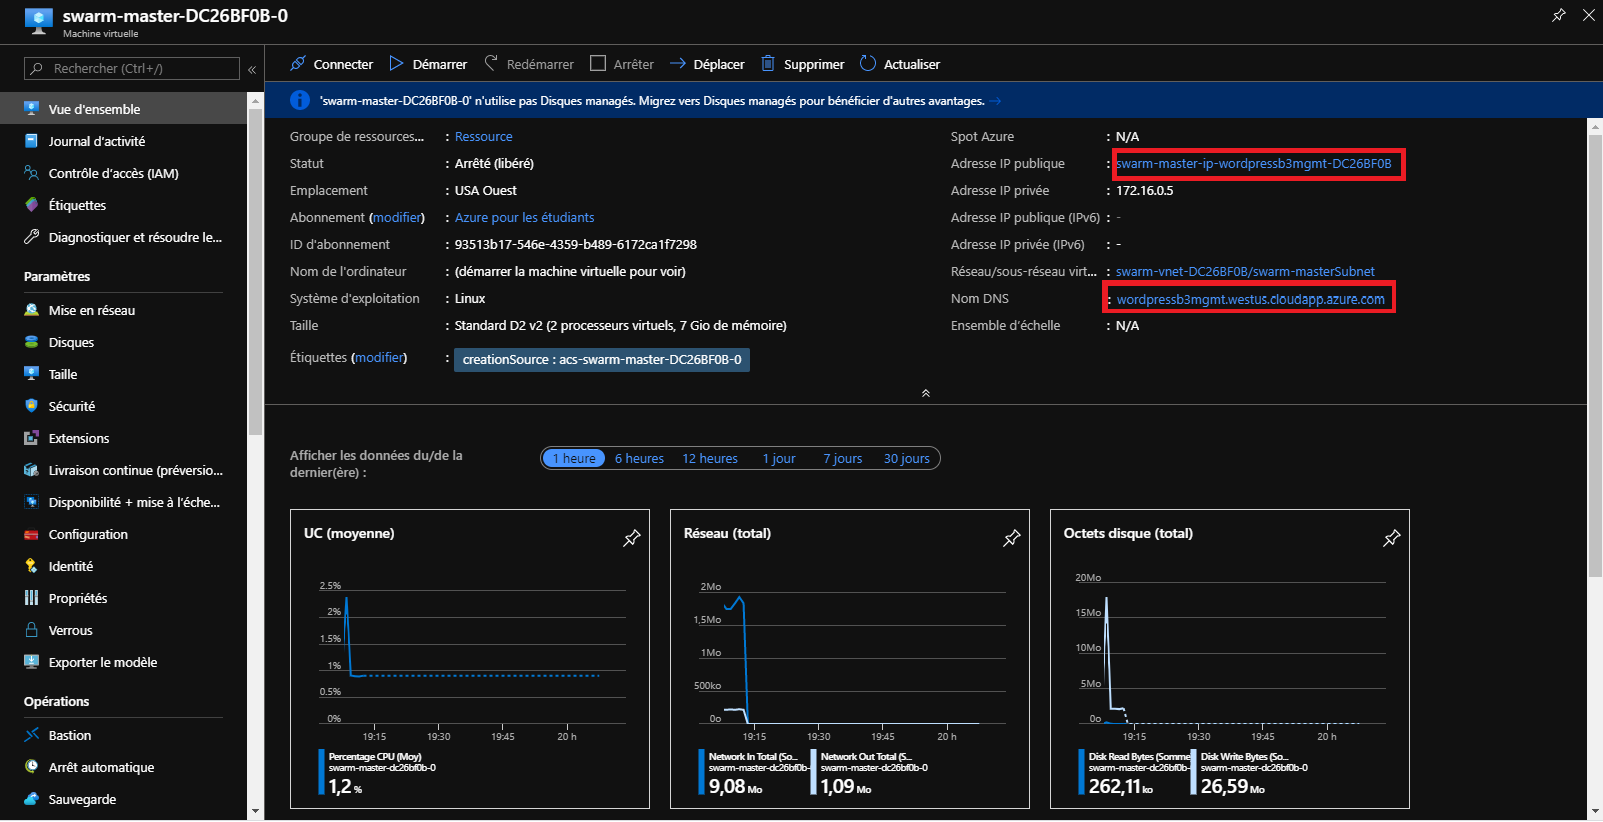 swarm-master-DC26BF0B-0
Machine virtuelle
Rechercher (Ctrl+/)
«
Connecter
Démarrer
Redémarrer
Arrêter
Déplacer
Supprimer
Actualiser
'swarm-master-DC26BF0B-0' n'utilise pas Disques managés. Migrez vers Disques managés pour bénéficier d'autres avantages. →
Vue d'ensemble
Journal d'activité
Contrôle d'accès (IAM)
Étiquettes
Diagnostiquer et résoudre le...
Paramètres
Mise en réseau
Disques
Taille
Sécurité
Extensions
Livraison continue (préversio...
Disponibilité + mise à l'éche...
Configuration
Identité
Propriétés
Verrous
Exporter le modèle
Opérations
Bastion
Arrêt automatique
Sauvegarde
Groupe de ressources... : Ressource
Statut : Arrêté (libéré)
Emplacement : USA Ouest
Abonnement (modifier) : Azure pour les étudiants
ID d'abonnement : 93513b17-546e-4359-b489-6172ca1f7298
Nom de l'ordinateur : (démarrer la machine virtuelle pour voir)
Système d'exploitation : Linux
Taille : Standard D2 v2 (2 processeurs virtuels, 7 Gio de mémoire)
Étiquettes (modifier) : creationSource : acs-swarm-master-DC26BF0B-0
Spot Azure : N/A
Adresse IP publique : swarm-master-ip-wordpressb3mgmt-DC26BF0B
Adresse IP privée : 172.16.0.5
Adresse IP publique (IPv6) : -
Adresse IP privée (IPv6) : -
Réseau/sous-réseau virt... : swarm-vnet-DC26BF0B/swarm-masterSubnet
Nom DNS : wordpressb3mgmt.westus.cloudapp.azure.com
Ensemble d'échelle : N/A
Afficher les données du/de la
dernier(ère) :
1 heure 6 heures 12 heures 1 jour 7 jours 30 jours
UC (moyenne)
2.5%
2%
1.5%
1%
0.5%
0%
19:15 19:30 19:45 20 h
Percentage CPU (Moy)
swarm-master-dc26bf0b-0
1,2 %
Réseau (total)
2Mo
1,5Mo
1Mo
500ko
0o
19:15 19:30 19:45 20 h
Network In Total (So...
swarm-master-dc26bf0b-
9,08 Mo
Network Out Total (S...
swarm-master-dc26bf0b-0
1,09 Mo
Octets disque (total)
20Mo
15Mo
10Mo
5Mo
0o
19:15 19:30 19:45 20 h
Disk Read Bytes (Somme
swarm-master-dc26bf0b-
262,11 ko
Disk Write Bytes (So...
swarm-master-dc26bf0b-0
26,59 Mo